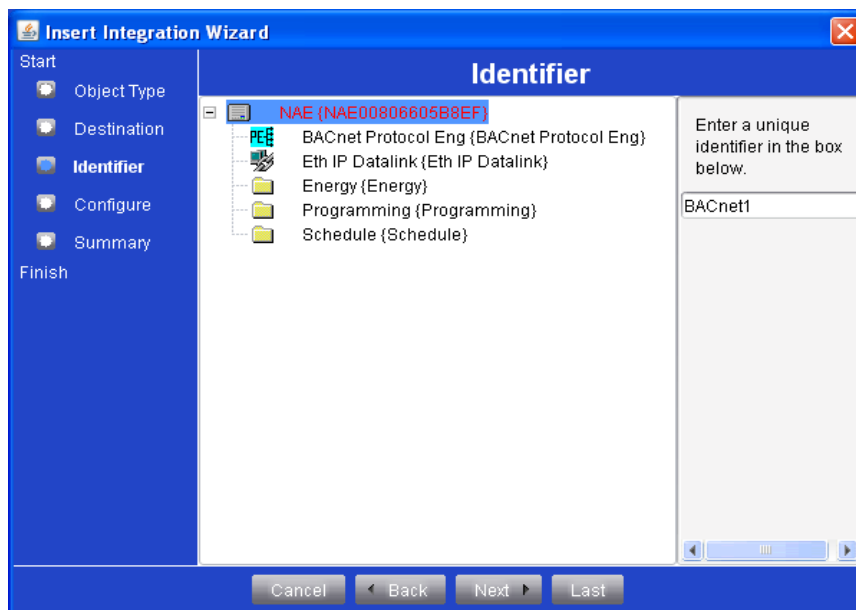 Insert Integration Wizard
Start
Object Type
Destination
Identifier
Configure
Summary
Finish
Identifier
NAE {NAE00806605B8EF}
BACnet Protocol Eng {BACnet Protocol Eng}
Eth IP Datalink {Eth IP Datalink}
Energy {Energy}
Programming {Programming}
Schedule {Schedule}
Enter a unique
identifier in the box
below.
BACnet1
Cancel
Back
Next
Last